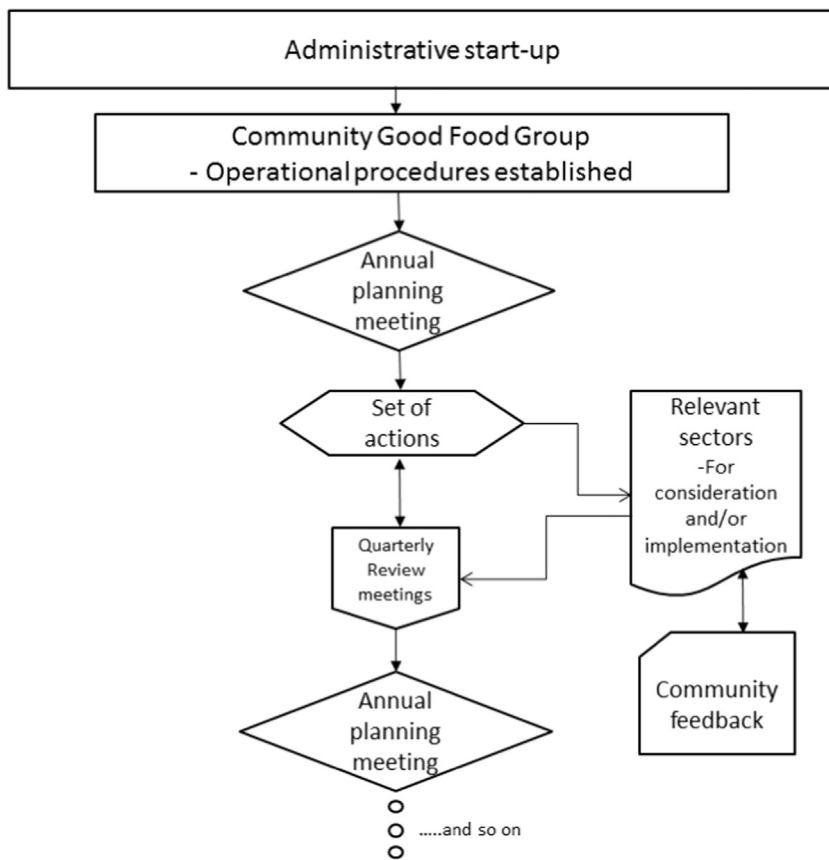 Administrative start-up
Community Good Food Group
- Operational procedures established
Annual
planning
meeting
Set of
actions
Relevant
sectors
-For
consideration
and/or
implementation
Quarterly
Review
meetings
Community
feedback
Annual
planning
meeting
.....and so on